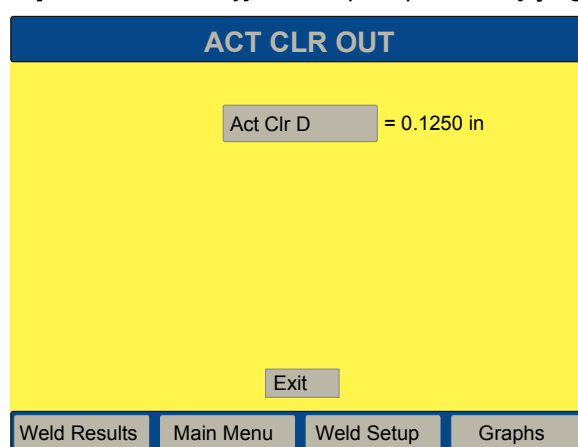 ACT CLR OUT
Act Clr D = 0.1250 in
Exit
Weld Results Main Menu Weld Setup Graphs